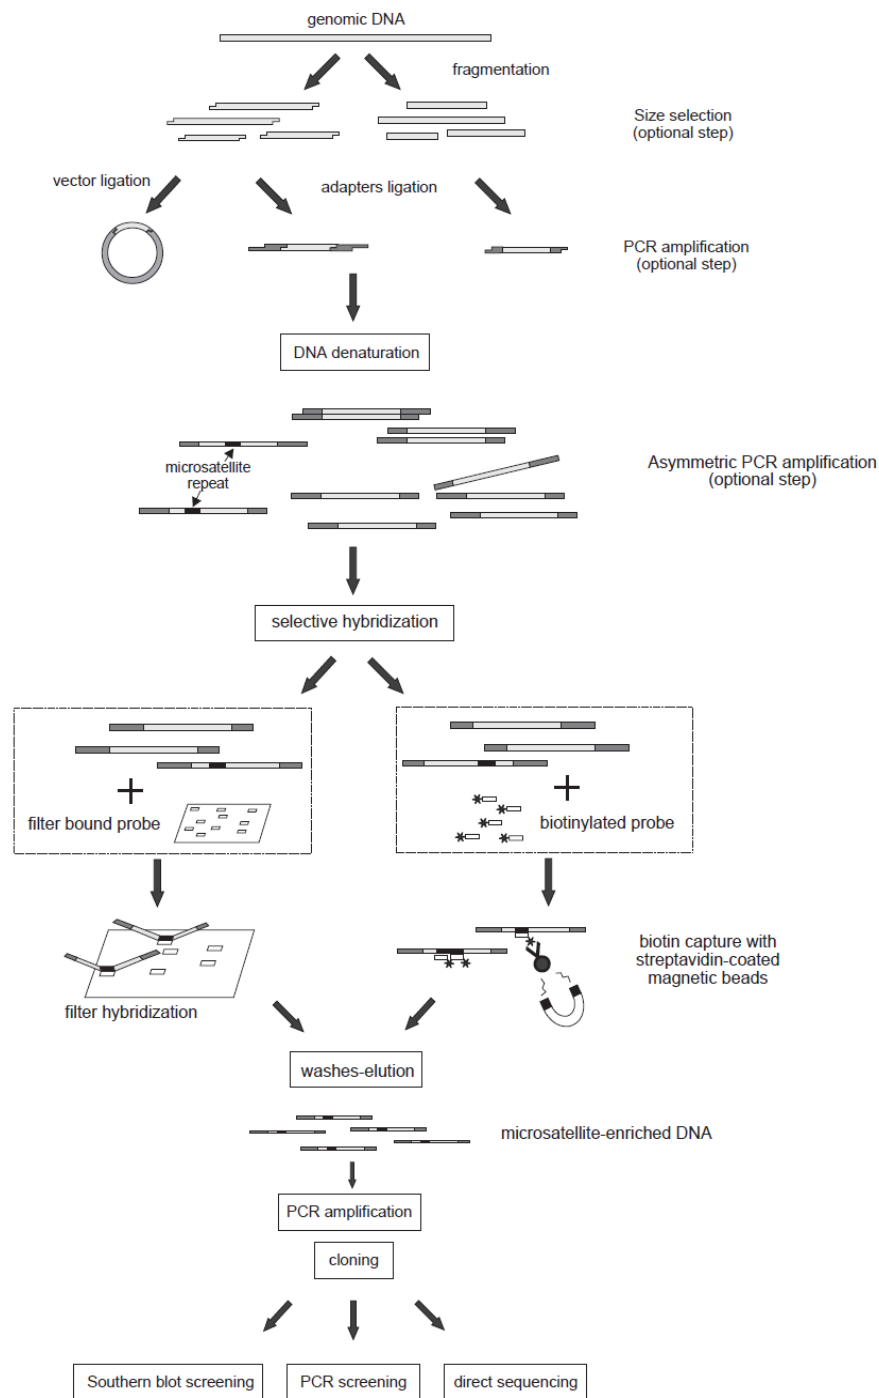 genomic DNA
fragmentation
Size selection
(optional step)
vector ligation
adapters ligation
PCR amplification
(optional step)
DNA denaturation
microsatellite
repeat
Asymmetric PCR amplification
(optional step)
selective hybridization
filter bound probe
biotinylated probe
filter hybridization
biotin capture with
streptavidin-coated
magnetic beads
washes-elution
microsatellite-enriched DNA
PCR amplification
cloning
Southern blot screening
PCR screening
direct sequencing